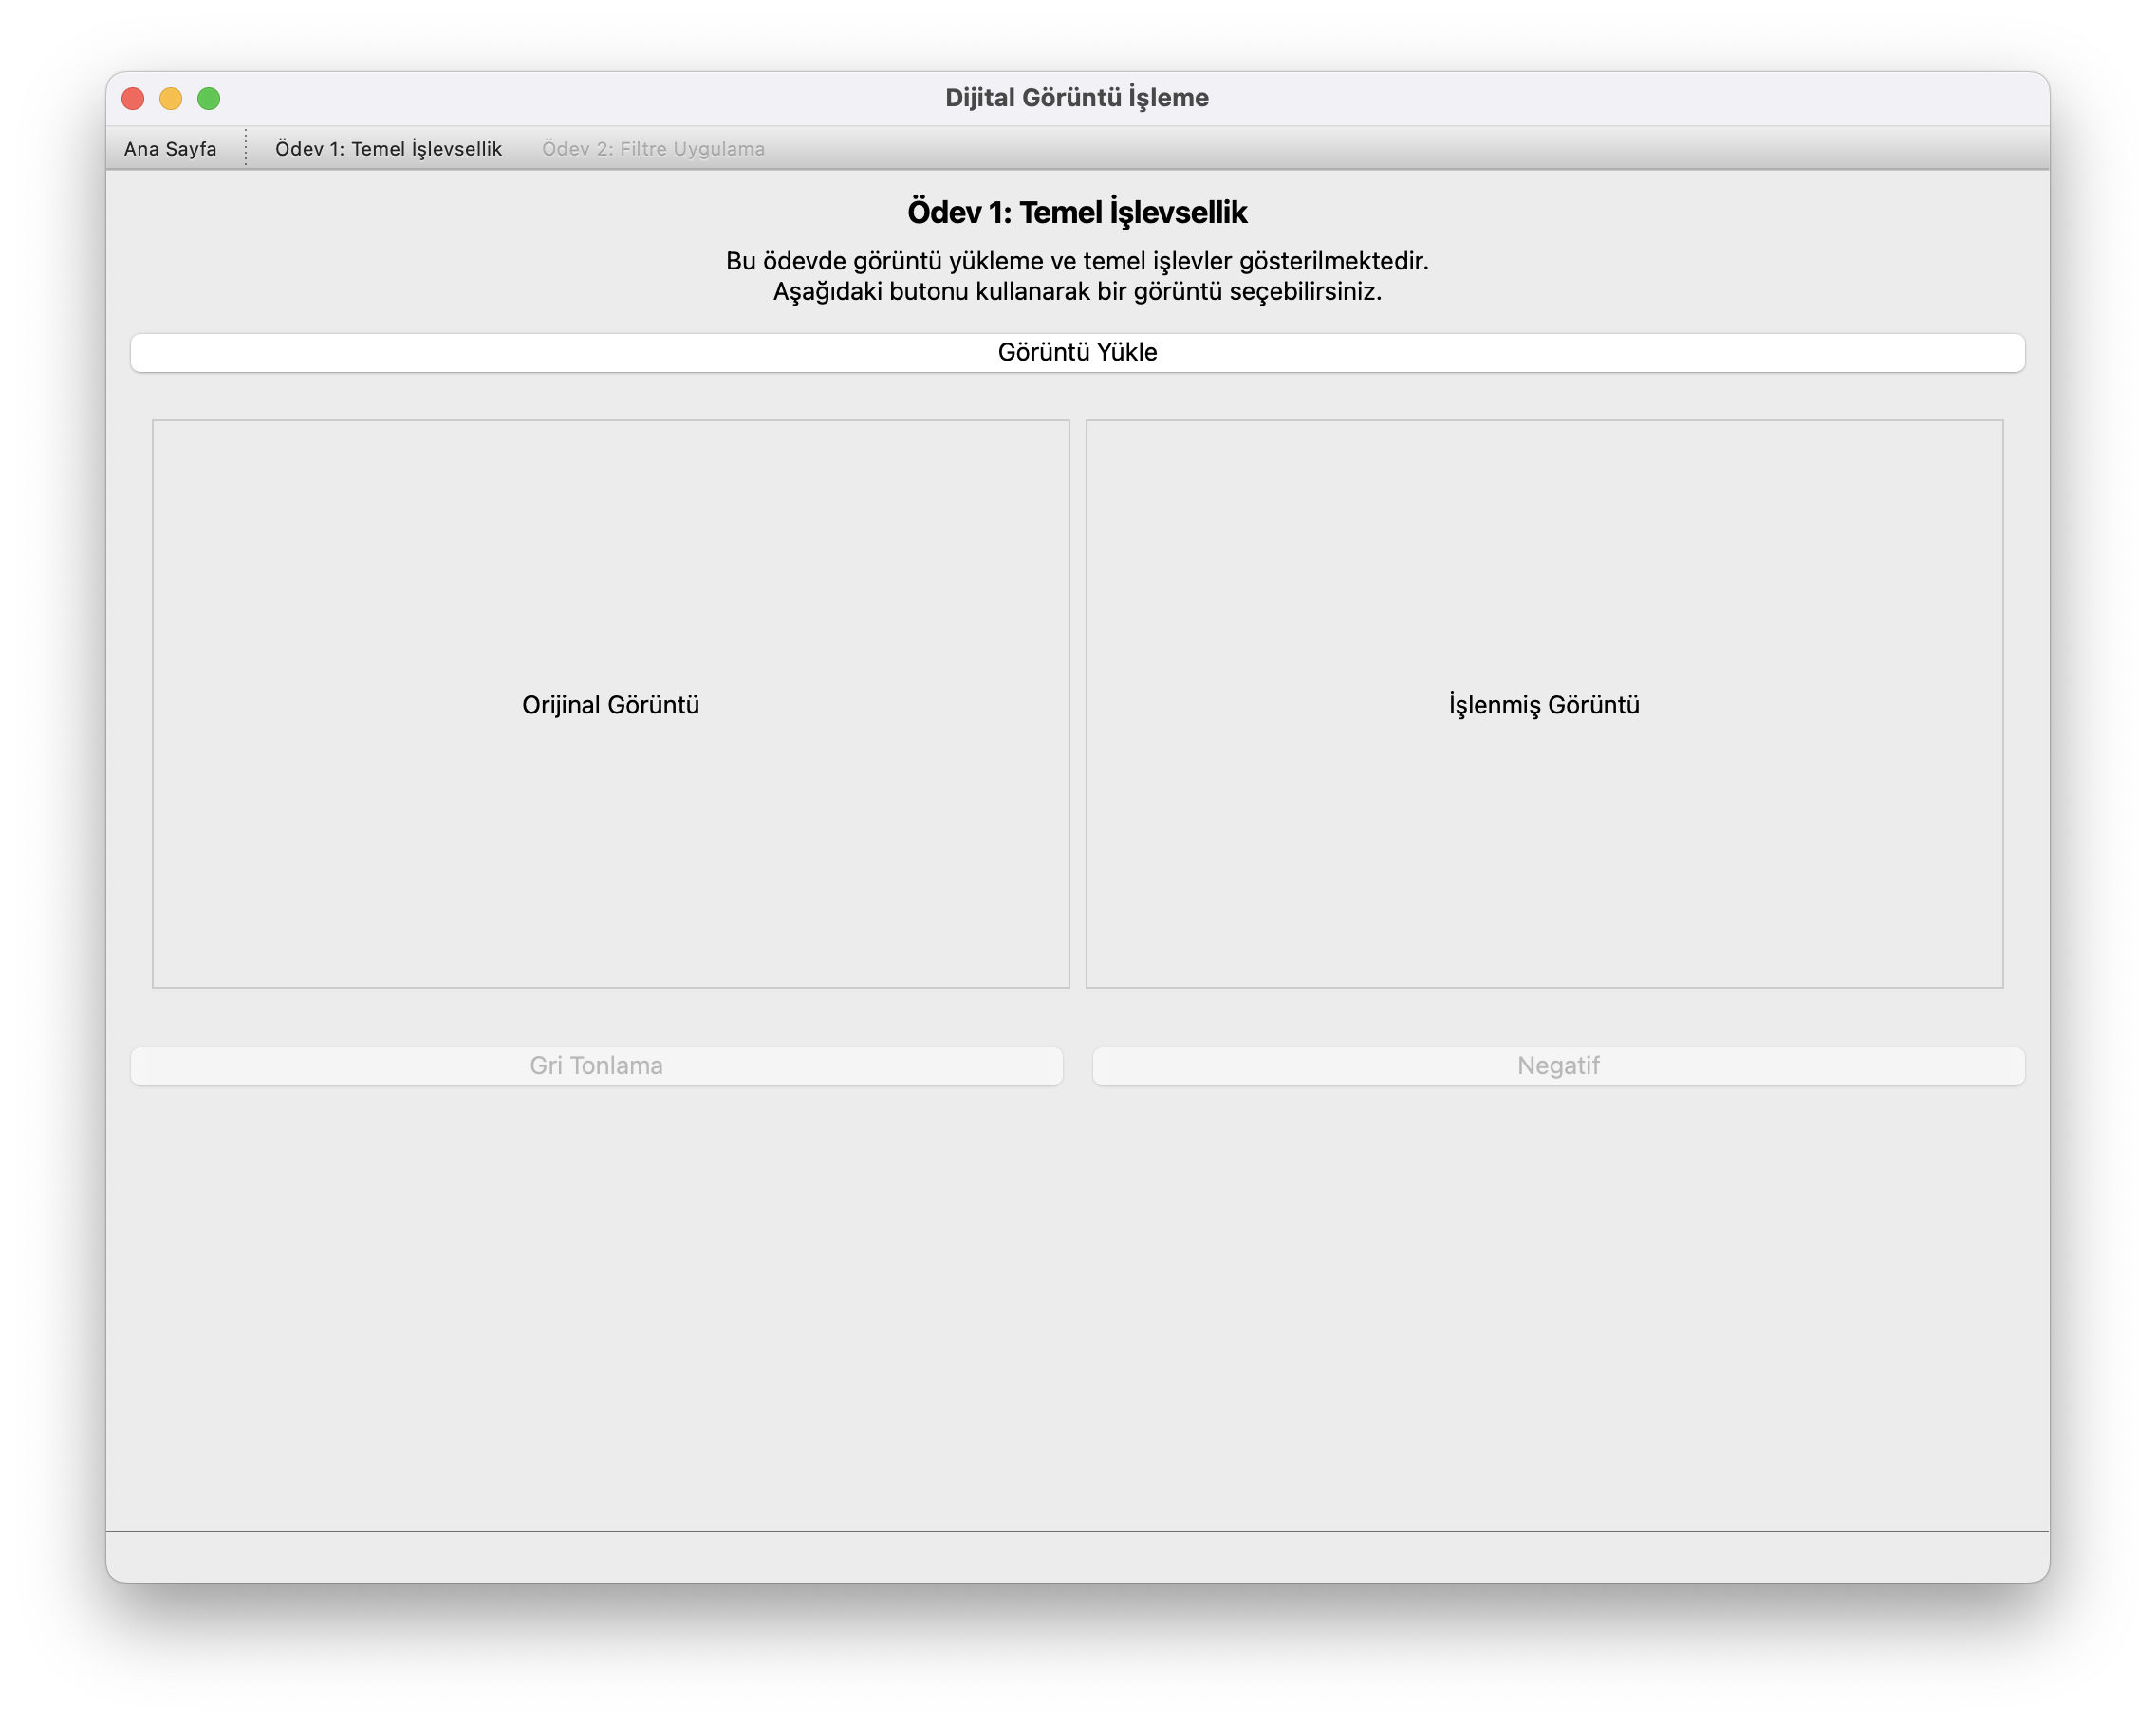 Dijital Görüntü İşleme
Ana Sayfa
Ödev 1: Temel İşlevsellik
Ödev 2: Filtre Uygulama
Ödev 1: Temel İşlevsellik
Bu ödevde görüntü yükleme ve temel işlevler gösterilmektedir.
Aşağıdaki butonu kullanarak bir görüntü seçebilirsiniz.
Görüntü Yükle
Orijinal Görüntü
İşlenmiş Görüntü
Gri Tonlama
Negatif